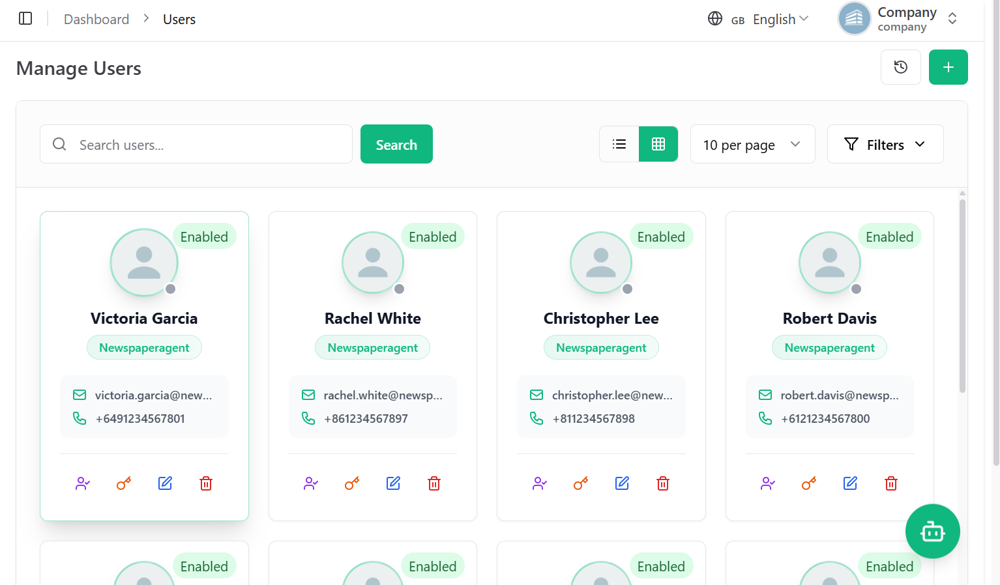 Dashboard > Users
GB English
Company
company
Manage Users
Search users...
Search
10 per page
Filters
Enabled
Victoria Garcia
Newspaperagent
victoria.garcia@new...
+6491234567801
Enabled
Rachel White
Newspaperagent
rachel.white@newsp...
+861234567897
Enabled
Christopher Lee
Newspaperagent
christopher.lee@new...
+811234567898
Enabled
Robert Davis
Newspaperagent
robert.davis@newsp...
+6121234567800
Enabled
Enabled
Enabled
Enabled